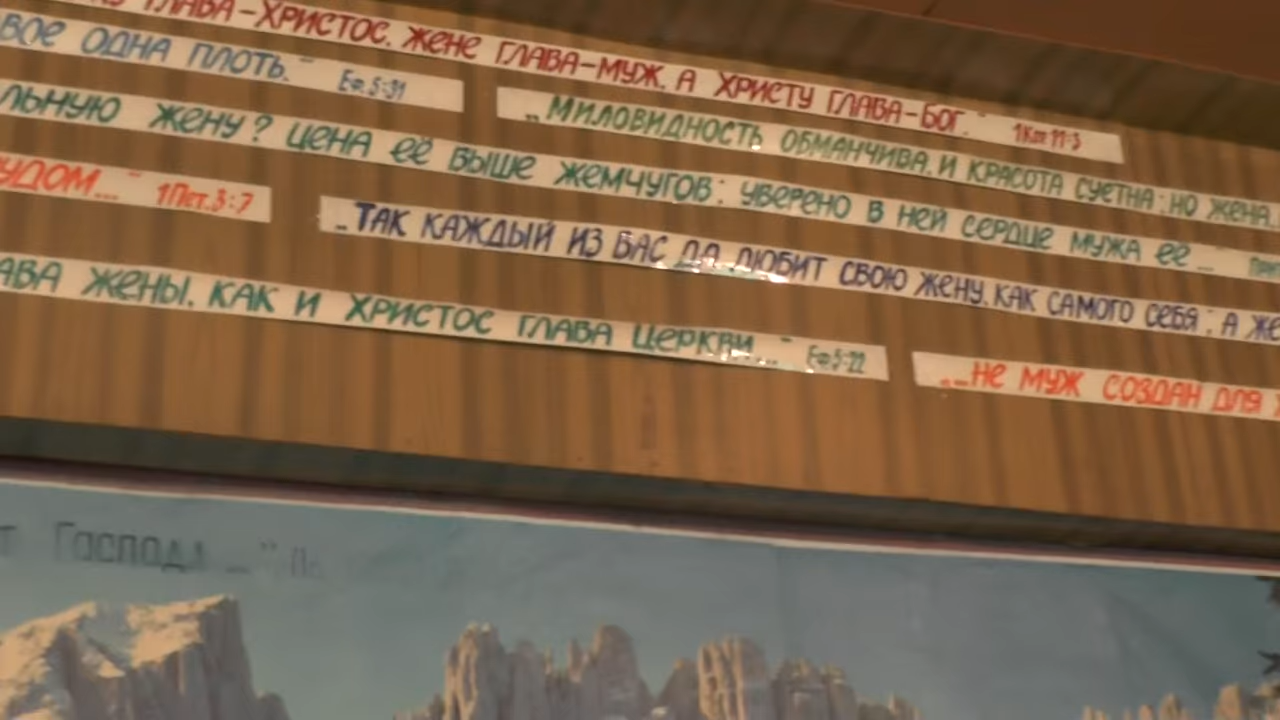 ГЛАВА-ХРИСТОС, ЖЕНЕ ГЛАВА-МУЖ, А ХРИСТУ ГЛАВА-БОГ." 1Кор.11:3
ОДНА ПЛОТЬ." Еф.5:31
„МИЛОВИДНОСТЬ ОБМАНЧИВА, И КРАСОТА СУЕТНА; НО ЖЕНА,
ЛЬНУЮ ЖЕНУ? ЦЕНА ЕЁ ВЫШЕ ЖЕМЧУГОВ; УВЕРЕНО В НЕЙ СЕРДЦЕ МУЖА ЕЁ..."
УДОМ..." 1Пет.3:7
„ТАК КАЖДЫЙ ИЗ ВАС ДА ЛЮБИТ СВОЮ ЖЕНУ, КАК САМОГО СЕБЯ; А ЖЕ
АВА ЖЕНЫ, КАК И ХРИСТОС ГЛАВА ЦЕРКВИ..." Еф.5:22
„...НЕ МУЖ СОЗДАН ДЛЯ
т Господа ..."